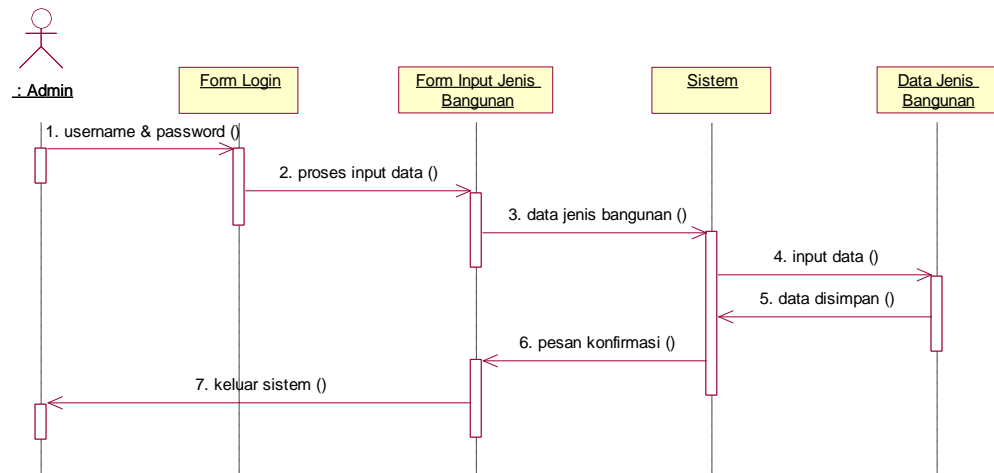 : Admin
Form Login
Form Input Jenis
Bangunan
Sistem
Data Jenis
Bangunan
1. username & password ()
2. proses input data ()
3. data jenis bangunan ()
4. input data ()
5. data disimpan ()
6. pesan konfirmasi ()
7. keluar sistem ()